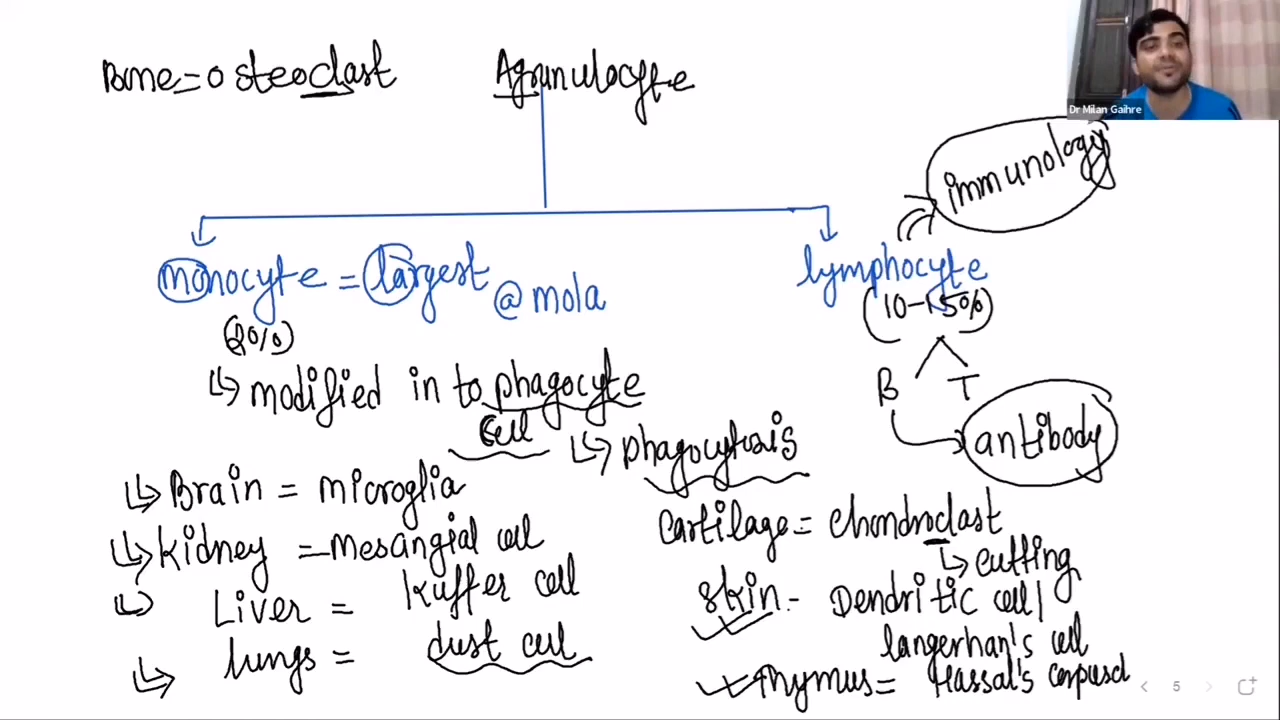 Bone = osteoclast
Agranulocyte
Dr Milan Gaihre
immunology
monocyte = largest @ mola
lymphocyte
(10-15%)
B T
antibody
↳ modified in to phagocyte
cell
↳ phagocytosis
↳ Brain = microglia
↳ kidney = mesangial cell
↳ Liver = kuffer cell
↳ lungs = dust cell
cartilage = chondroclast
↳ cutting
skin - Dendritic cell/
langerhan's cell
Thymus = Hassal's corpuscl
5